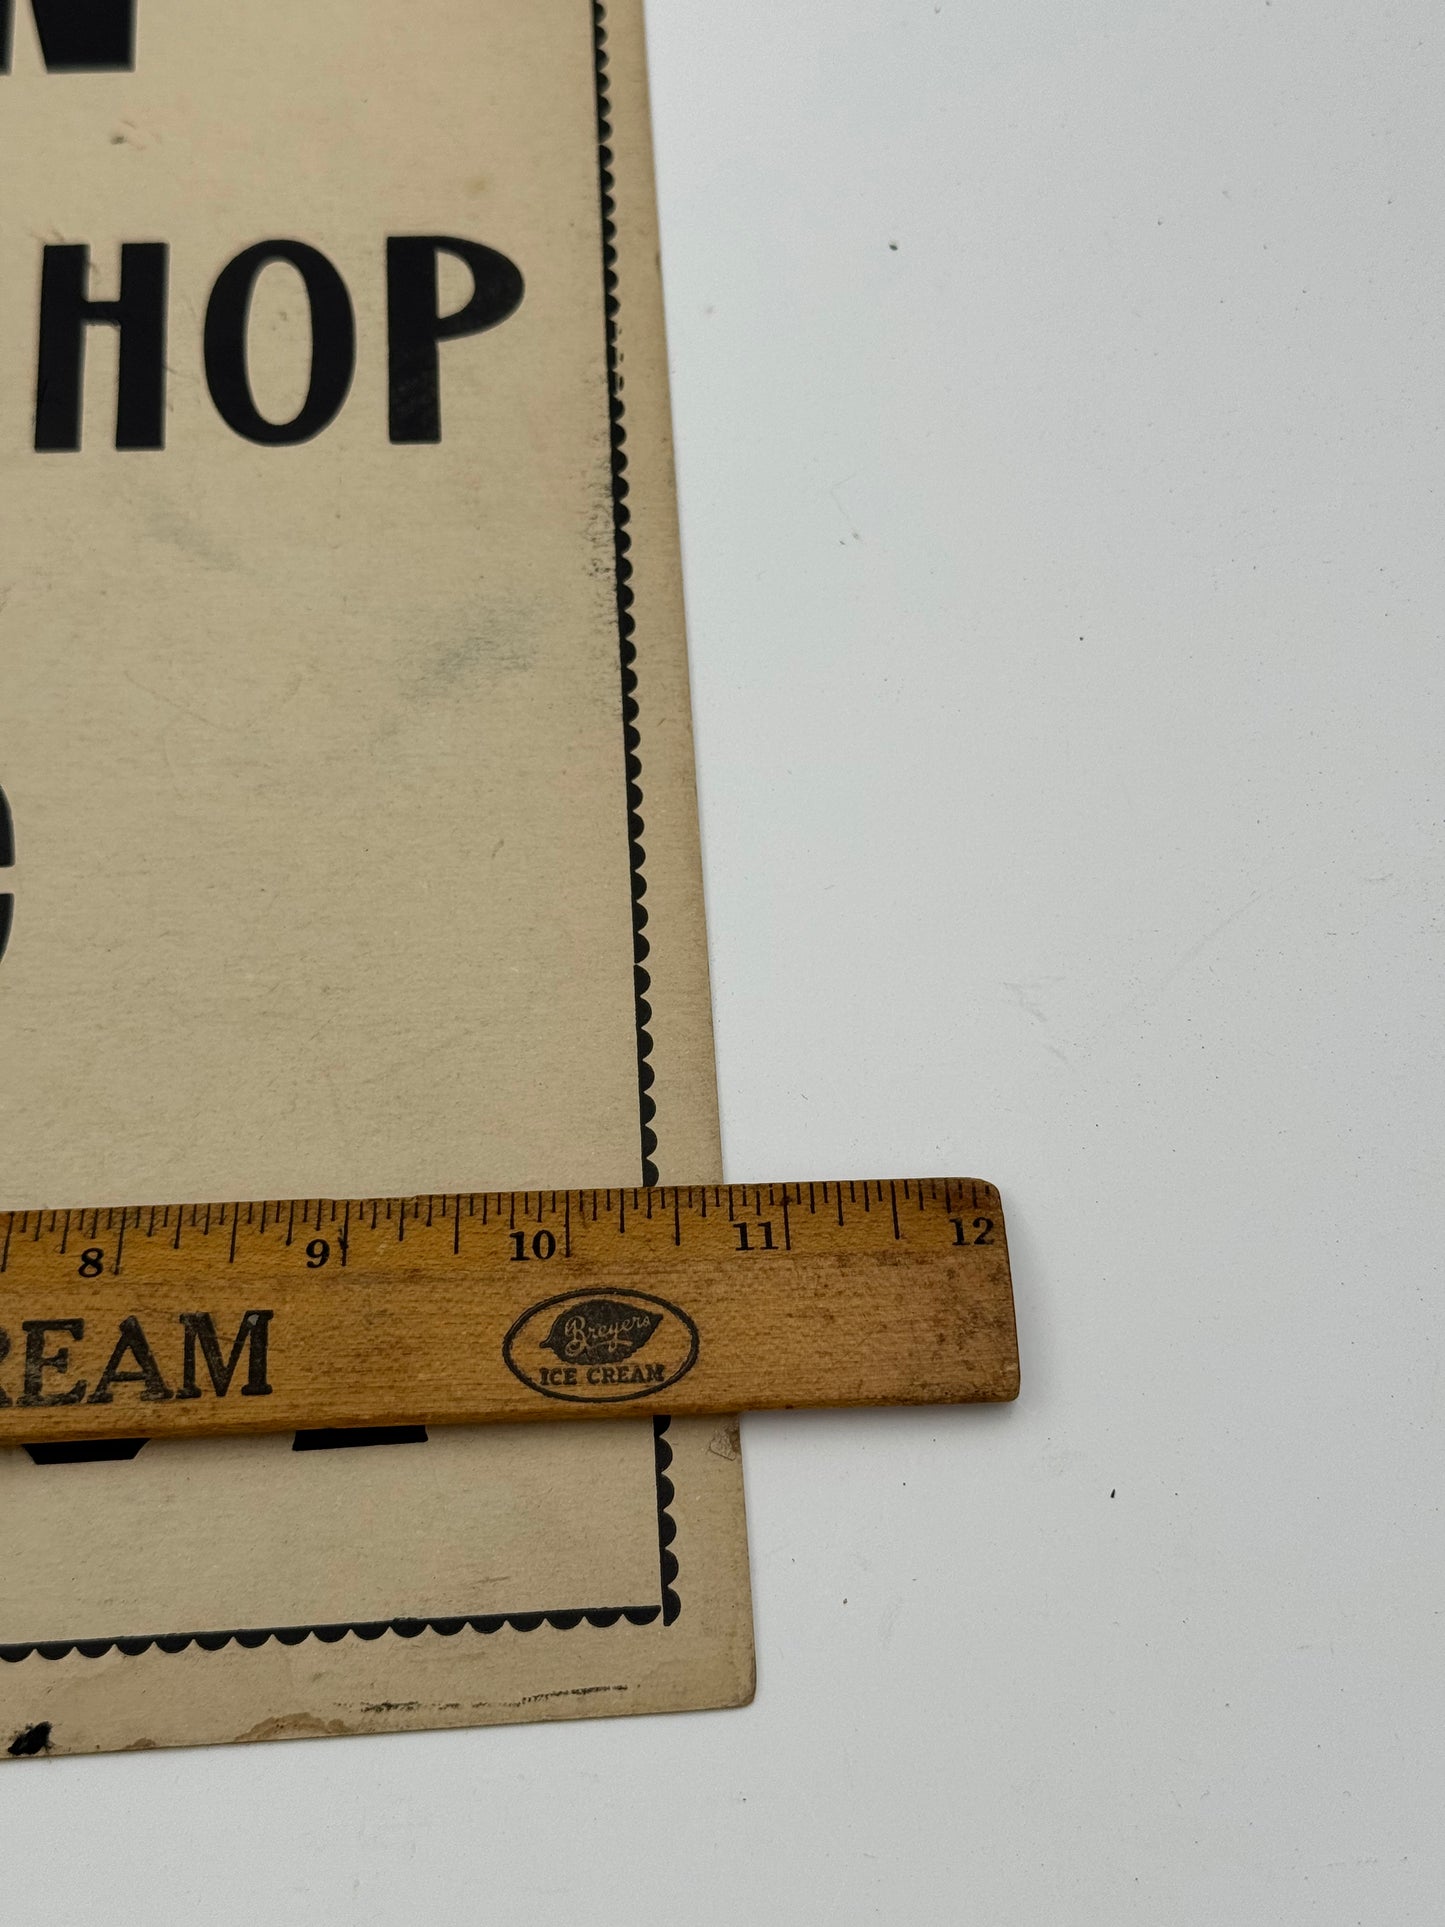 HOP
8 9 10 11 12
REAM
Breyers
ICE CREAM